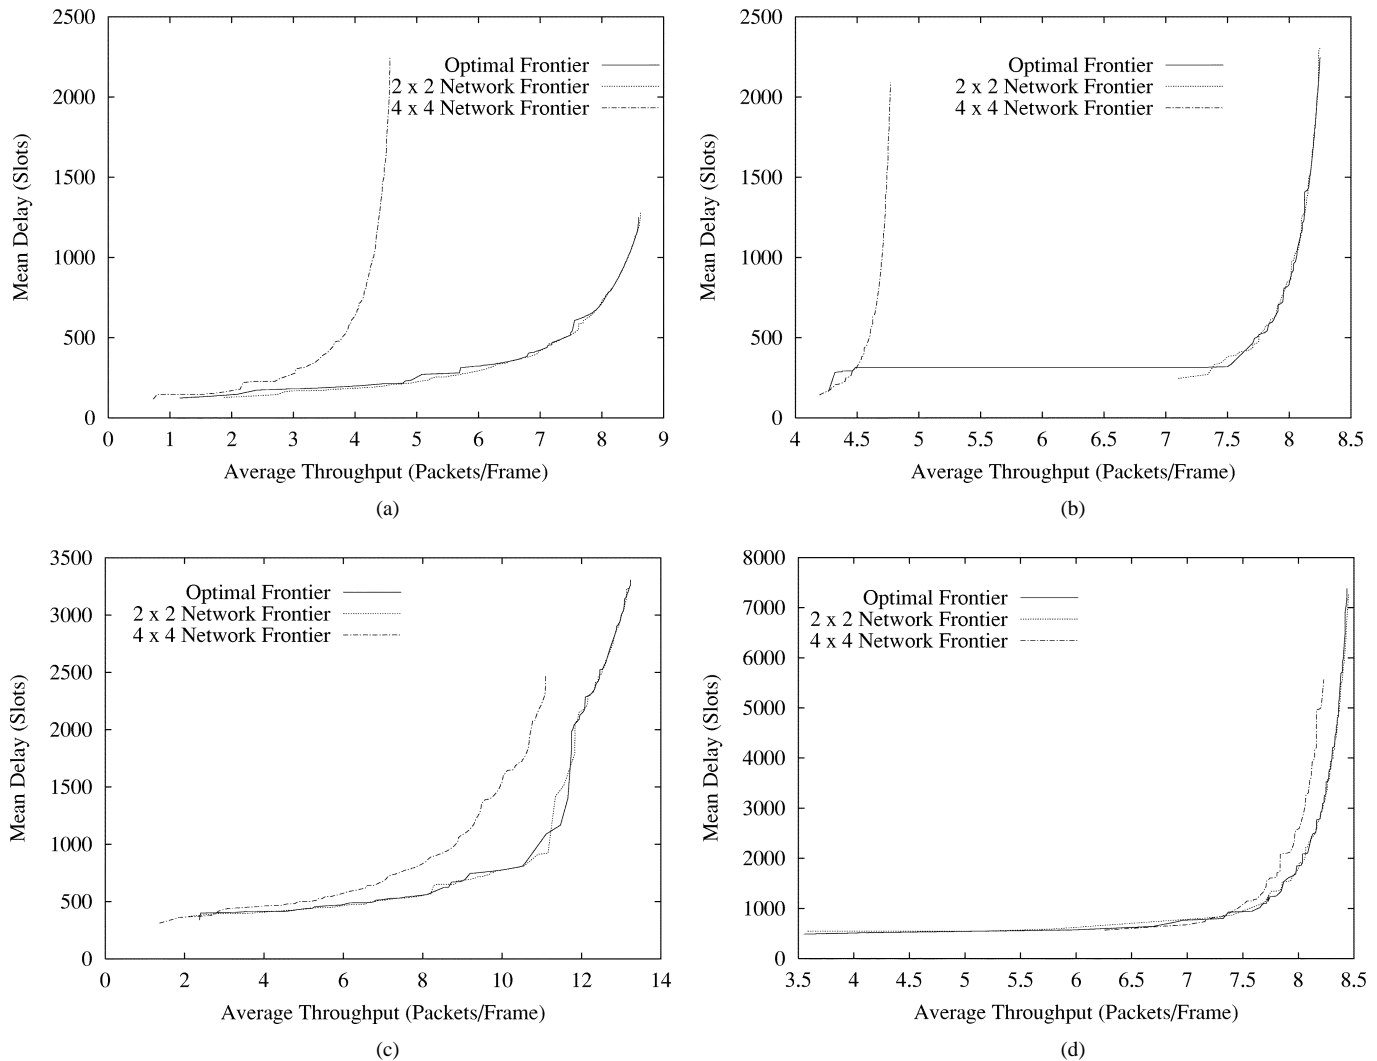 2500
2000
1500
1000
500
0
Mean Delay (Slots)
Optimal Frontier
2 x 2 Network Frontier
4 x 4 Network Frontier
0 1 2 3 4 5 6 7 8 9
Average Throughput (Packets/Frame)
(a)
2500
2000
1500
1000
500
0
Mean Delay (Slots)
Optimal Frontier
2 x 2 Network Frontier
4 x 4 Network Frontier
4 4.5 5 5.5 6 6.5 7 7.5 8 8.5
Average Throughput (Packets/Frame)
(b)
3500
3000
2500
2000
1500
1000
500
0
Mean Delay (Slots)
Optimal Frontier
2 x 2 Network Frontier
4 x 4 Network Frontier
0 2 4 6 8 10 12 14
Average Throughput (Packets/Frame)
(c)
8000
7000
6000
5000
4000
3000
2000
1000
0
Mean Delay (Slots)
Optimal Frontier
2 x 2 Network Frontier
4 x 4 Network Frontier
3.5 4 4.5 5 5.5 6 6.5 7 7.5 8 8.5
Average Throughput (Packets/Frame)
(d)